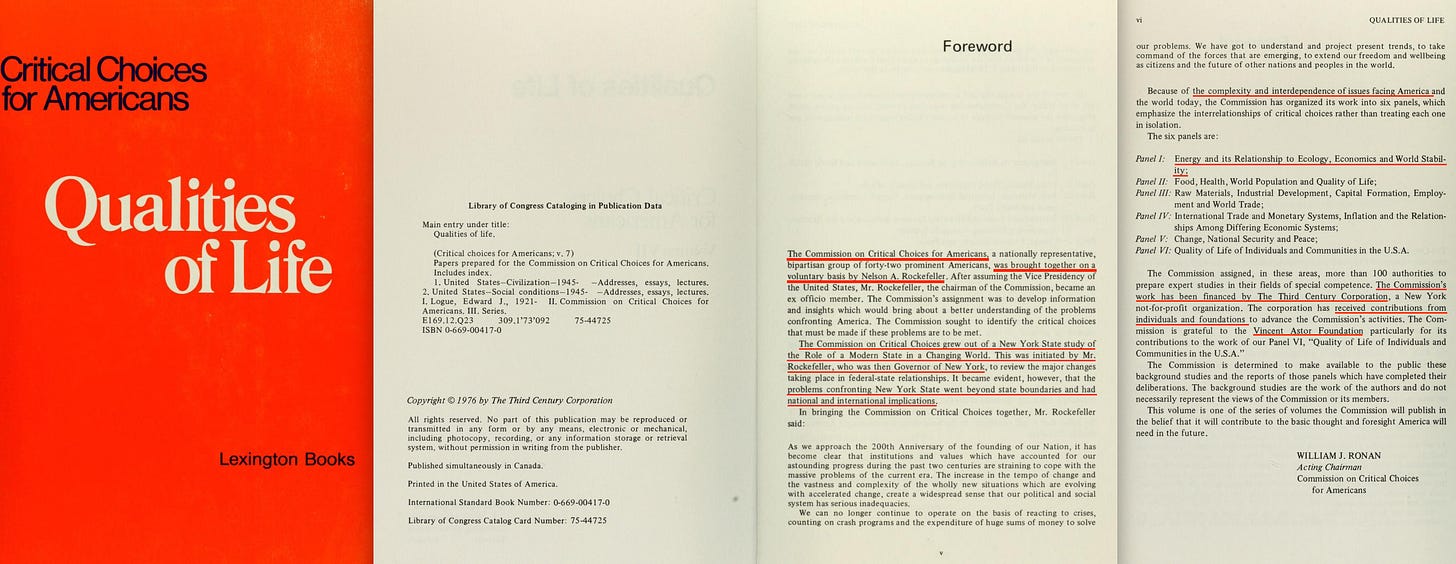 Critical Choices
for Americans
Qualities
of Life
Lexington Books
Library of Congress Cataloging in Publication Data
Main entry under title:
Qualities of life.
(Critical choices for Americans; v. 7)
Papers prepared for the Commission on Critical Choices for Americans.
Includes index.
1. United States—Civilization—1945- —Addresses, essays, lectures.
2. United States—Social conditions—1945- —Addresses, essays, lectures.
I. Logue, Edward J., 1921- II. Commission on Critical Choices for
Americans. III. Series.
E169.12.Q23 309.1'73'092 75-44725
ISBN 0-669-00417-0
Copyright © 1976 by The Third Century Corporation
All rights reserved. No part of this publication may be reproduced or
transmitted in any form or by any means, electronic or mechanical,
including photocopy, recording, or any information storage or retrieval
system, without permission in writing from the publisher.
Published simultaneously in Canada.
Printed in the United States of America.
International Standard Book Number: 0-669-00417-0
Library of Congress Catalog Card Number: 75-44725
Foreword
The Commission on Critical Choices for Americans, a nationally representative,
bipartisan group of forty-two prominent Americans, was brought together on a
voluntary basis by Nelson A. Rockefeller. After assuming the Vice Presidency of
the United States, Mr. Rockefeller, the chairman of the Commission, became an
ex officio member. The Commission's assignment was to develop information
and insights which would bring about a better understanding of the problems
confronting America. The Commission sought to identify the critical choices
that must be made if these problems are to be met.
The Commission on Critical Choices grew out of a New York State study of
the Role of a Modern State in a Changing World. This was initiated by Mr.
Rockefeller, who was then Governor of New York, to review the major changes
taking place in federal-state relationships. It became evident, however, that the
problems confronting New York State went beyond state boundaries and had
national and international implications.
In bringing the Commission on Critical Choices together, Mr. Rockefeller
said:
As we approach the 200th Anniversary of the founding of our Nation, it has
become clear that institutions and values which have accounted for our
astounding progress during the past two centuries are straining to cope with the
massive problems of the current era. The increase in the tempo of change and
the vastness and complexity of the wholly new situations which are evolving
with accelerated change, create a widespread sense that our political and social
system has serious inadequacies.
We can no longer continue to operate on the basis of reacting to crises,
counting on crash programs and the expenditure of huge sums of money to solve
v
vi QUALITIES OF LIFE
our problems. We have got to understand and project present trends, to take
command of the forces that are emerging, to extend our freedom and wellbeing
as citizens and the future of other nations and peoples in the world.
Because of the complexity and interdependence of issues facing America and
the world today, the Commission has organized its work into six panels, which
emphasize the interrelationships of critical choices rather than treating each one
in isolation.
The six panels are:
Panel I: Energy and its Relationship to Ecology, Economics and World Stabil-
ity;
Panel II: Food, Health, World Population and Quality of Life;
Panel III: Raw Materials, Industrial Development, Capital Formation, Employ-
ment and World Trade;
Panel IV: International Trade and Monetary Systems, Inflation and the Relation-
ships Among Differing Economic Systems;
Panel V: Change, National Security and Peace;
Panel VI: Quality of Life of Individuals and Communities in the U.S.A.
The Commission assigned, in these areas, more than 100 authorities to
prepare expert studies in their fields of special competence. The Commission's
work has been financed by The Third Century Corporation, a New York
not-for-profit organization. The corporation has received contributions from
individuals and foundations to advance the Commission's activities. The Com-
mission is grateful to the Vincent Astor Foundation particularly for its
contributions to the work of our Panel VI, “Quality of Life of Individuals and
Communities in the U.S.A.”
The Commission is determined to make available to the public these
background studies and the reports of those panels which have completed their
deliberations. The background studies are the work of the authors and do not
necessarily represent the views of the Commission or its members.
This volume is one of the series of volumes the Commission will publish in
the belief that it will contribute to the basic thought and foresight America will
need in the future.
WILLIAM J. RONAN
Acting Chairman
Commission on Critical Choices
for Americans